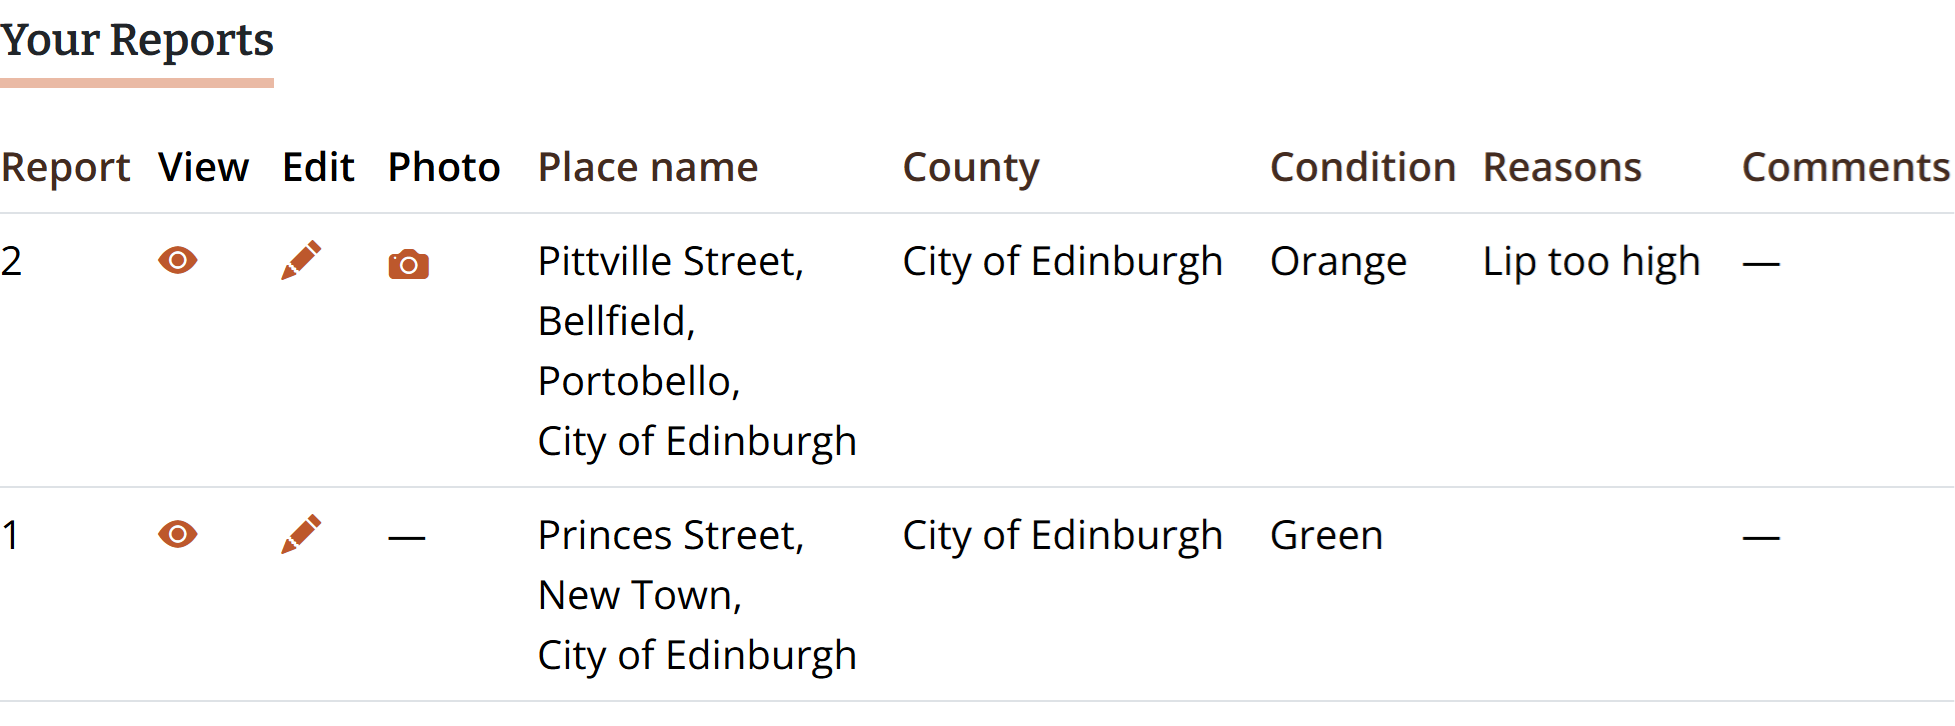 Your Reports
Report View Edit Photo Place name County Condition Reasons Comments
2 Pittville Street, City of Edinburgh Orange Lip too high —
Bellfield,
Portobello,
City of Edinburgh
1 — Princes Street, City of Edinburgh Green —
New Town,
City of Edinburgh